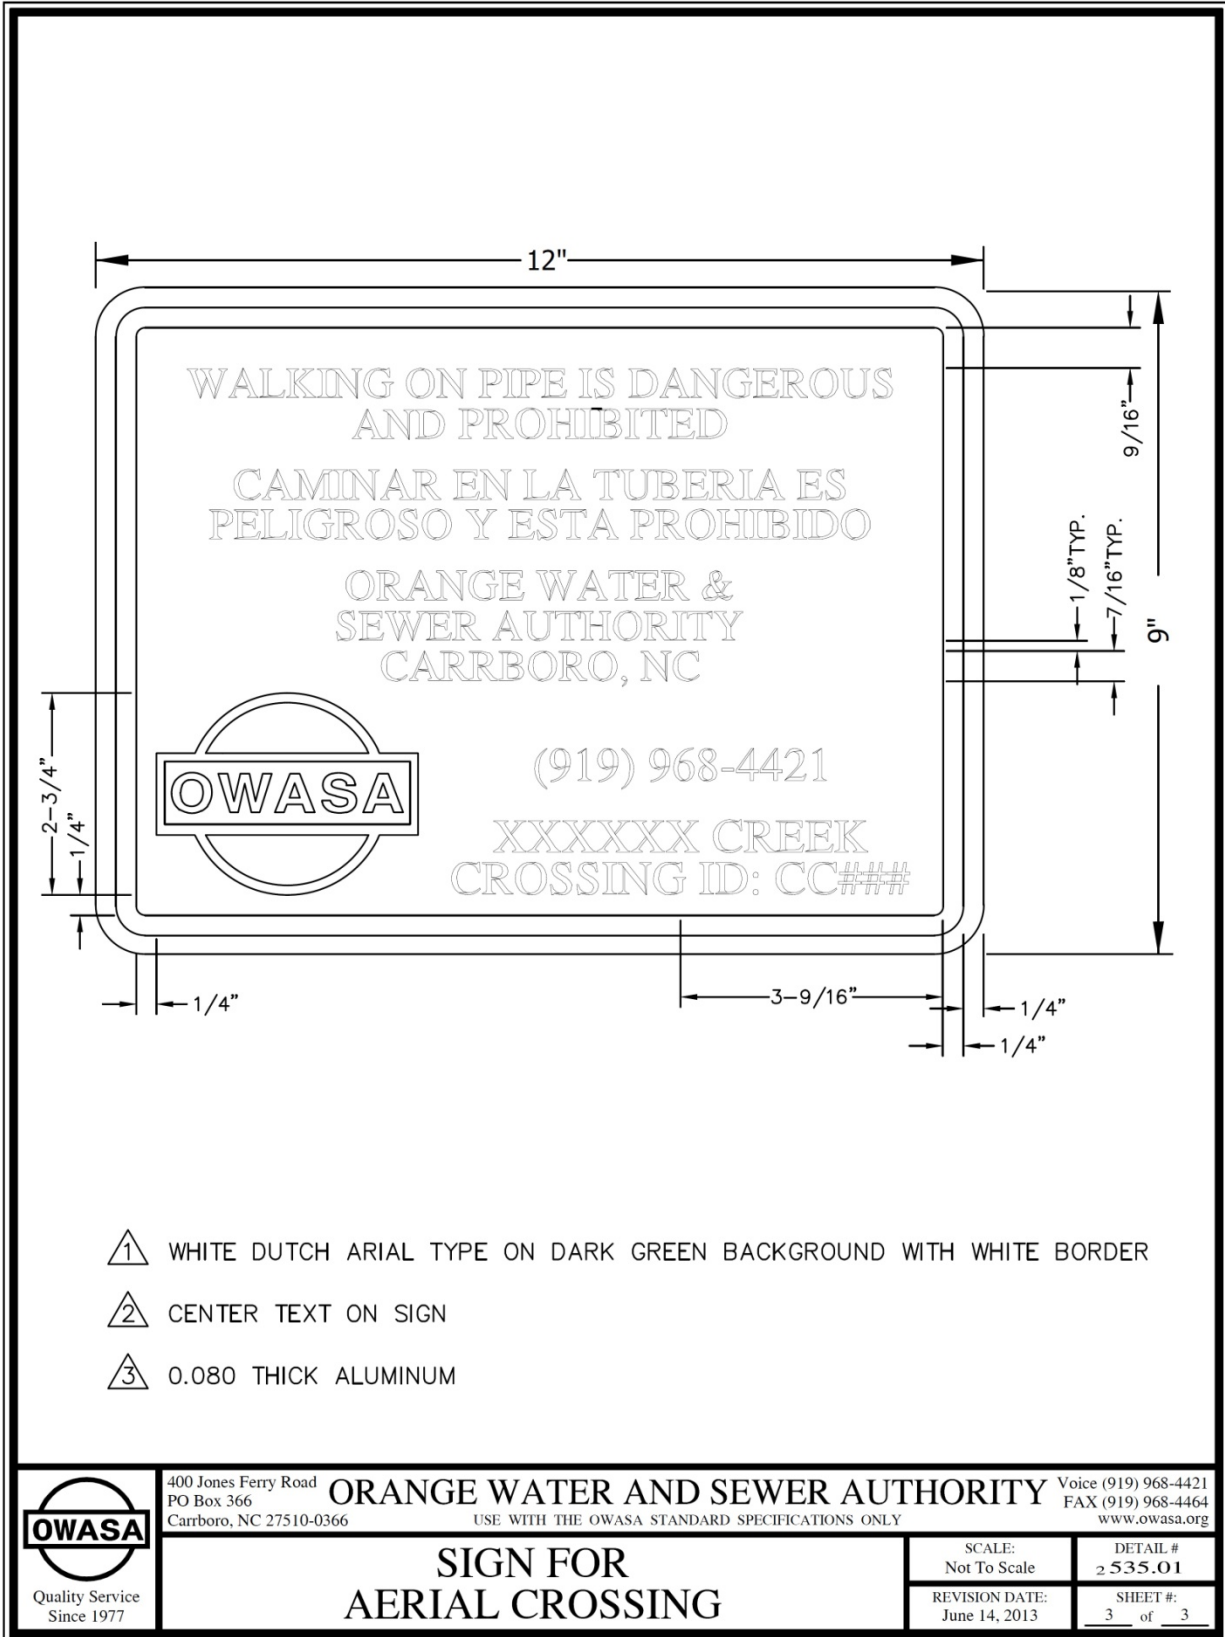 12"
WALKING ON PIPE IS DANGEROUS
AND PROHIBITED
CAMINAR EN LA TUBERIA ES
PELIGROSO Y ESTA PROHIBIDO
ORANGE WATER &
SEWER AUTHORITY
CARRBORO, NC
OWASA
(919) 968-4421
XXXXXX CREEK
CROSSING ID: CC###
9/16"
1/8"TYP.
7/16"TYP.
9"
2-3/4"
1/4"
1/4"
3-9/16"
1/4"
1/4"
1 WHITE DUTCH ARIAL TYPE ON DARK GREEN BACKGROUND WITH WHITE BORDER
2 CENTER TEXT ON SIGN
3 0.080 THICK ALUMINUM
OWASA
Quality Service
Since 1977
400 Jones Ferry Road
PO Box 366
Carrboro, NC 27510-0366
ORANGE WATER AND SEWER AUTHORITY
USE WITH THE OWASA STANDARD SPECIFICATIONS ONLY
Voice (919) 968-4421
FAX (919) 968-4464
www.owasa.org
SIGN FOR
AERIAL CROSSING
SCALE:
Not To Scale
DETAIL #
2 535.01
REVISION DATE:
June 14, 2013
SHEET #:
3 of 3